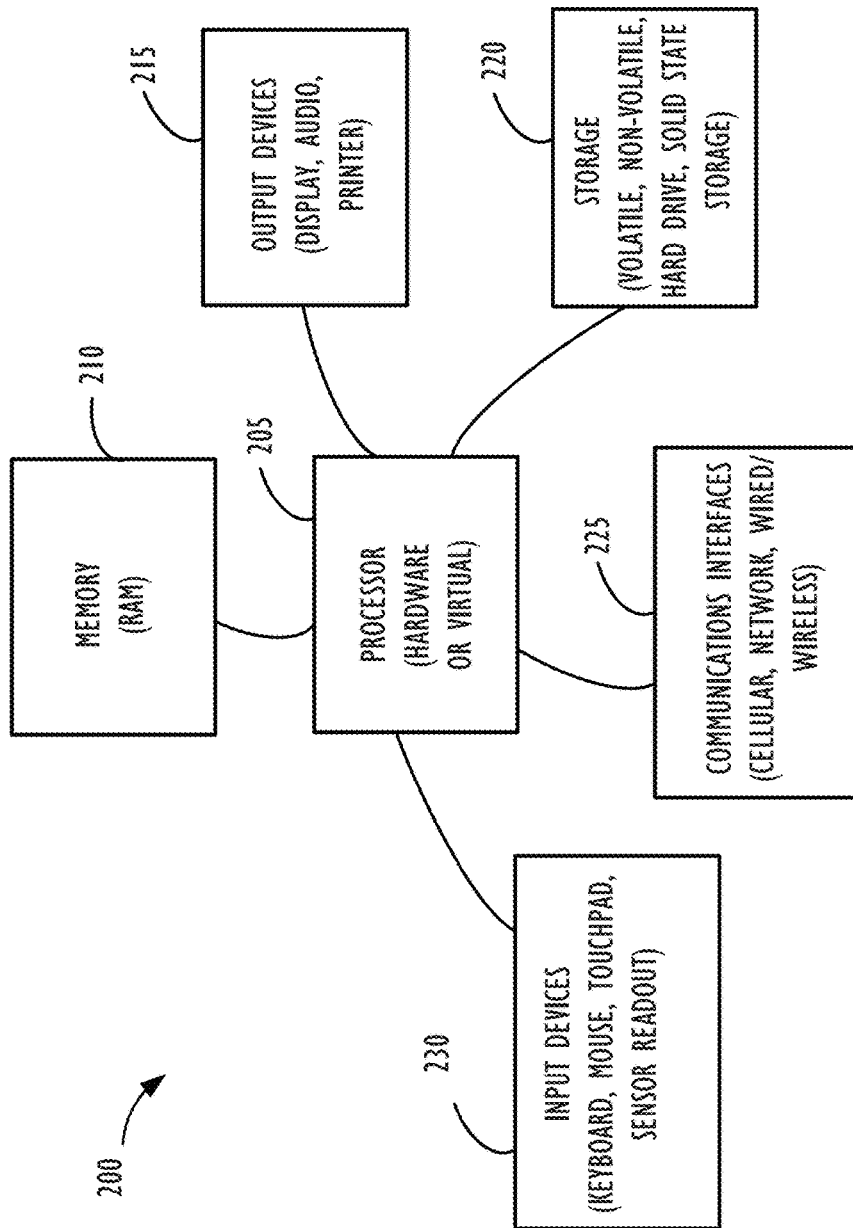 200
210
MEMORY
(RAM)
205
PROCESSOR
(HARDWARE
OR VIRTUAL)
215
OUTPUT DEVICES
(DISPLAY, AUDIO,
PRINTER)
220
STORAGE
(VOLATILE, NON-VOLATILE,
HARD DRIVE, SOLID STATE
STORAGE)
225
COMMUNICATIONS INTERFACES
(CELLULAR, NETWORK, WIRED/
WIRELESS)
230
INPUT DEVICES
(KEYBOARD, MOUSE, TOUCHPAD,
SENSOR READOUT)